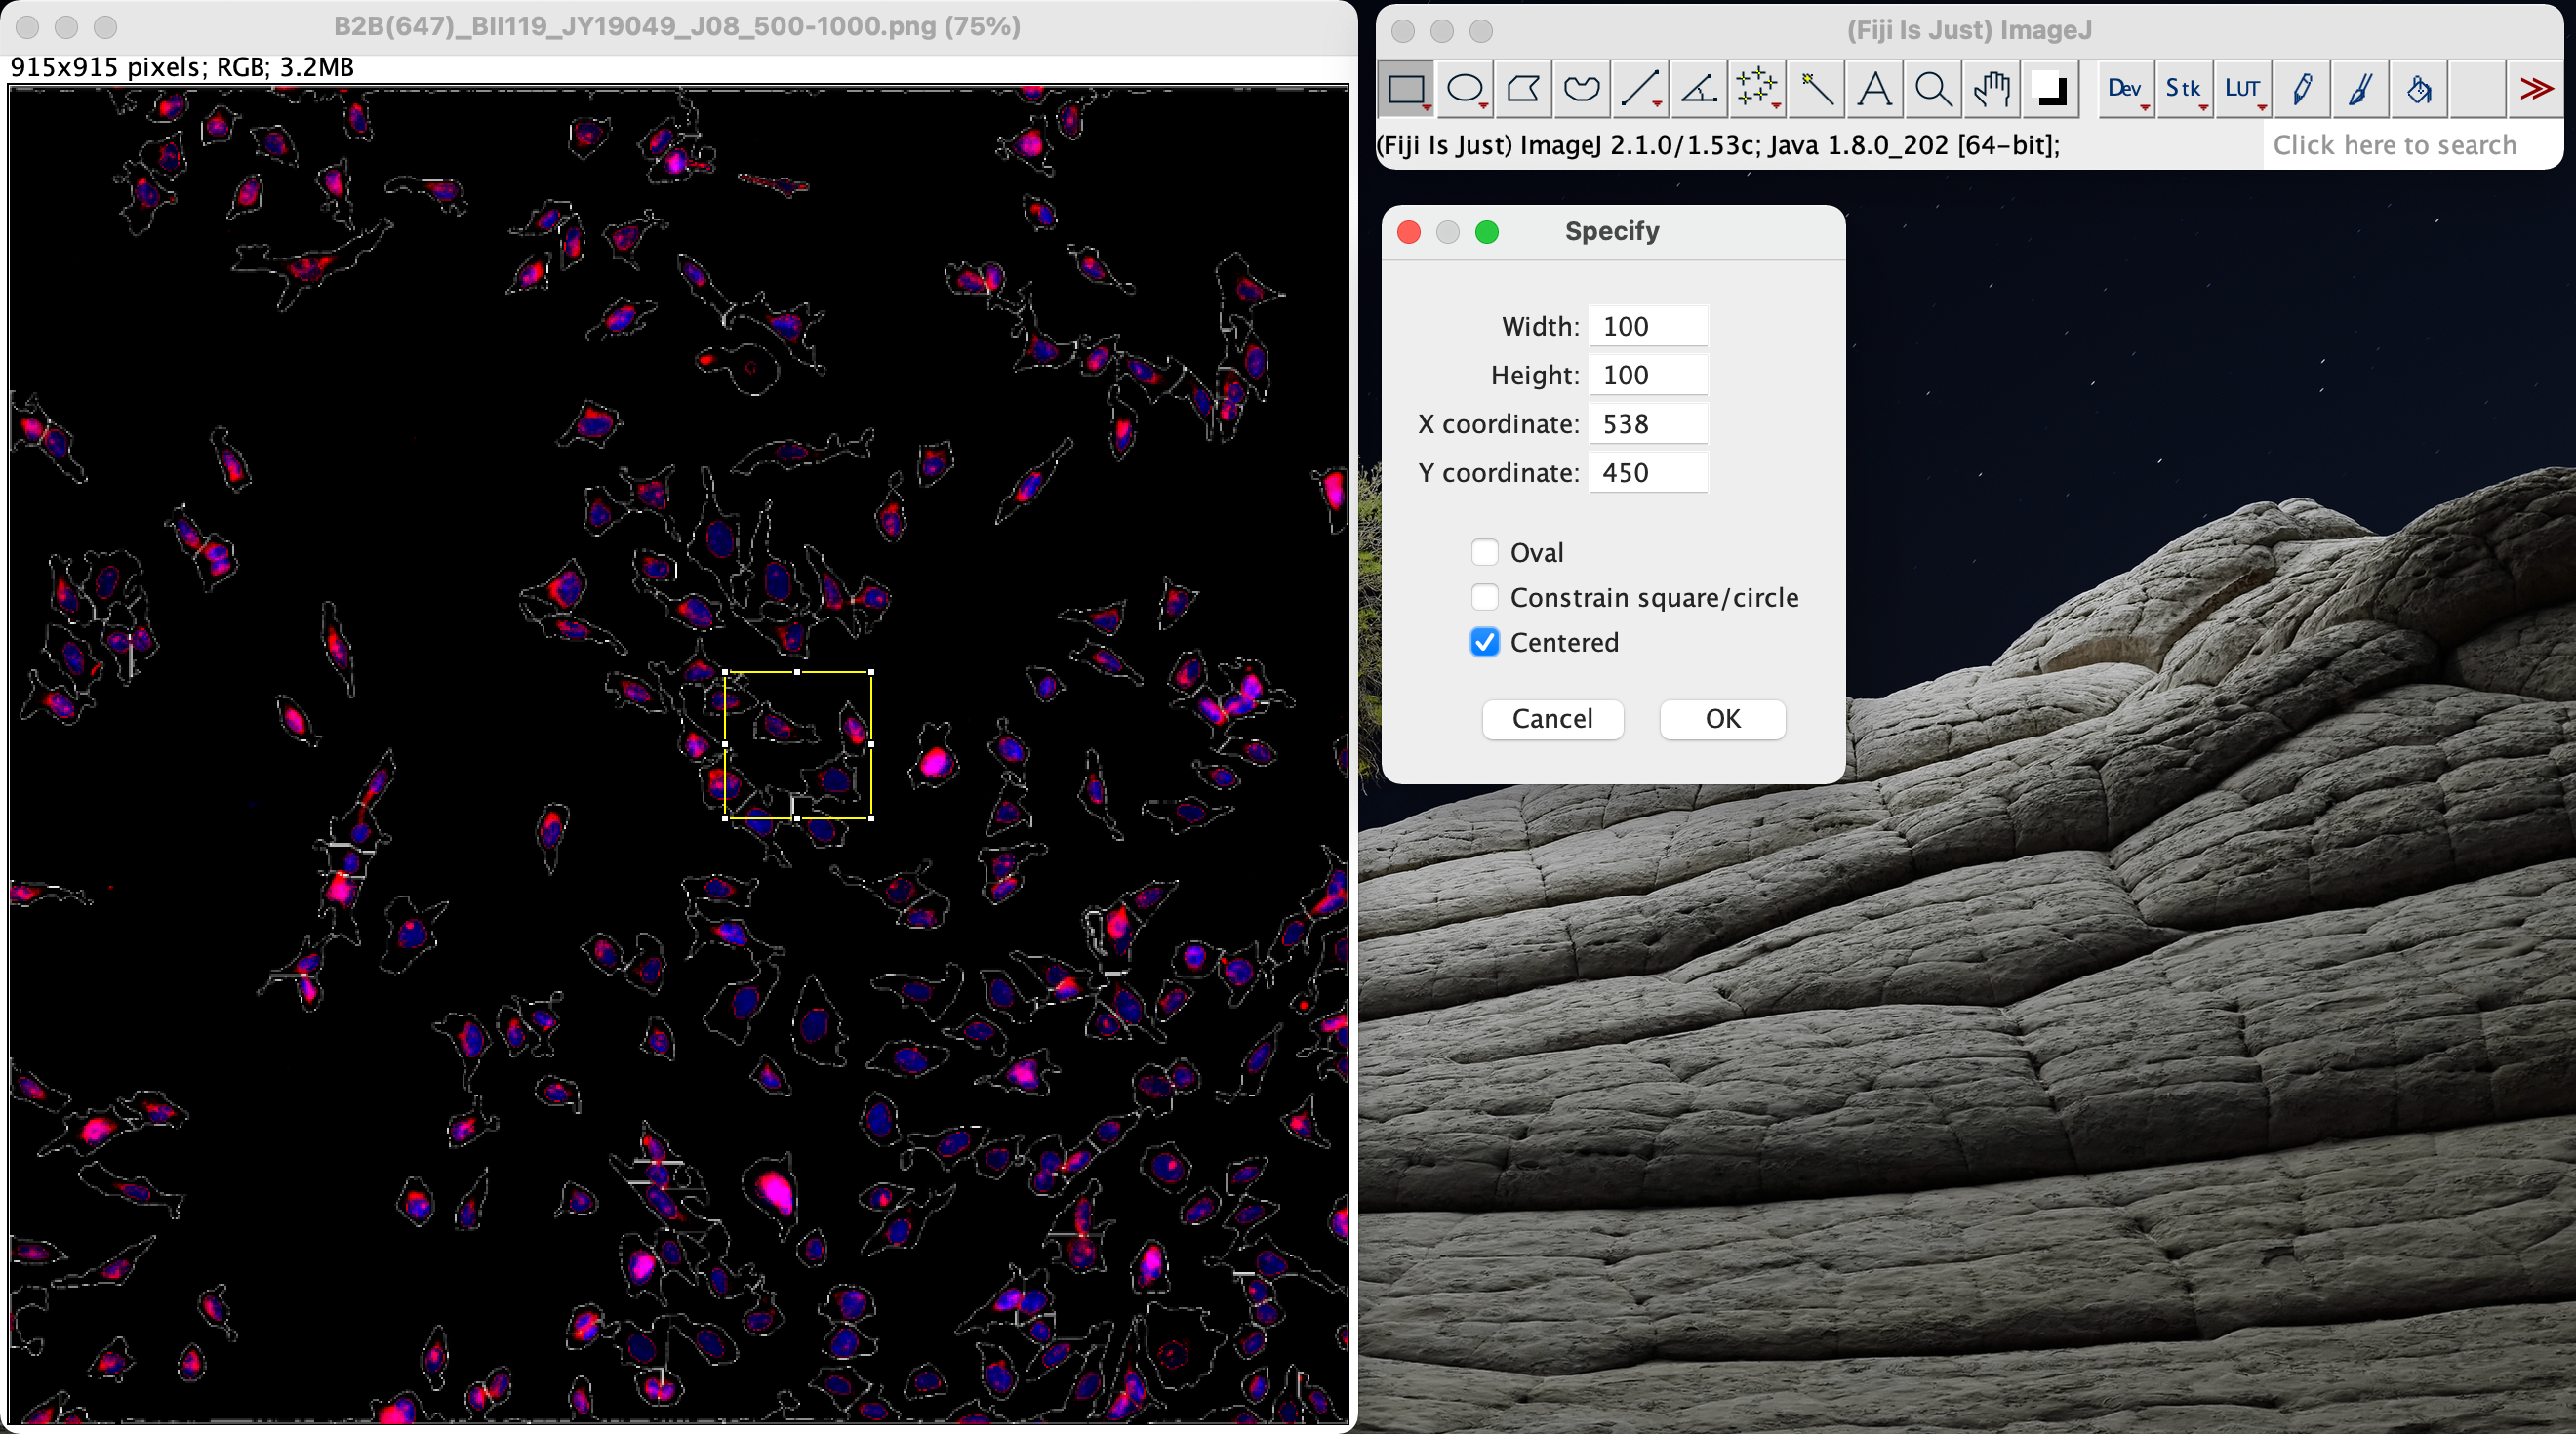 B2B(647)_BII119_JY19049_J08_500-1000.png (75%)
915x915 pixels; RGB; 3.2MB
(Fiji Is Just) ImageJ
Dev Stk LUT
(Fiji Is Just) ImageJ 2.1.0/1.53c; Java 1.8.0_202 [64-bit];
Click here to search
Specify
Width: 100
Height: 100
X coordinate: 538
Y coordinate: 450
Oval
Constrain square/circle
Centered
Cancel OK